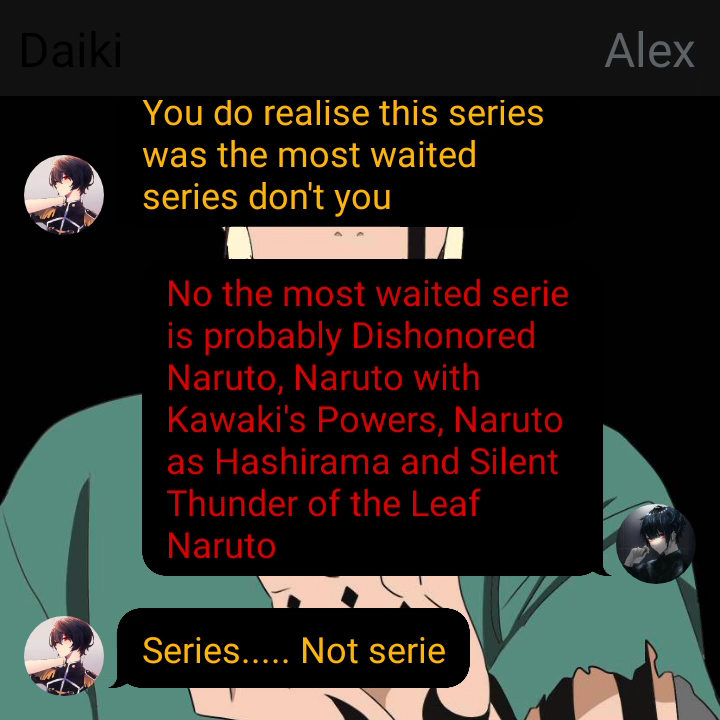 Daiki
Alex
You do realise this series
was the most waited
series don't you
No the most waited serie
is probably Dishonored
Naruto, Naruto with
Kawaki's Powers, Naruto
as Hashirama and Silent
Thunder of the Leaf
Naruto
Series..... Not serie